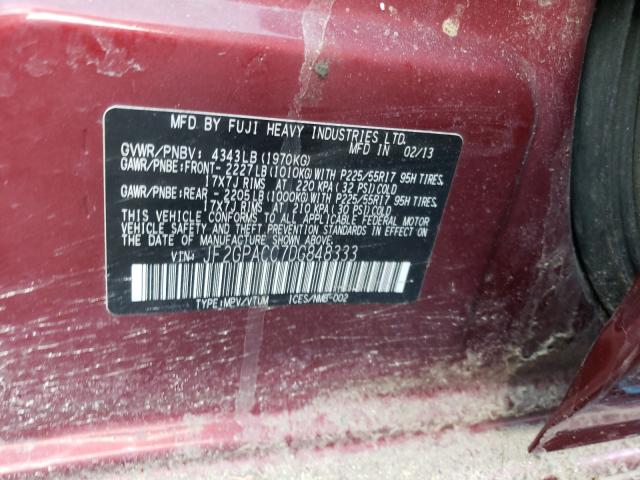 MFD BY FUJI HEAVY INDUSTRIES LTD.
MFD IN 02/13
GVWR/PNBV: 4343LB (1970KG)
GAWR/PNBE: FRONT- 2227LB (1010KG) WITH P225/55R17 95H TIRES,
17X7J RIMS AT 220 KPA ( 32 PSI) COLD
GAWR/PNBE: REAR - 2205LB (1000KG) WITH P225/55R17 95H TIRES,
17X7J RIMS AT 210 KPA ( 30 PSI) COLD
THIS VEHICLE CONFORMS TO ALL APPLICABLE FEDERAL MOTOR
VEHICLE SAFETY AND THEFT PREVENTION STANDARDS IN EFFECT
ON THE DATE OF MANUFACTURE SHOWN ABOVE.
VIN: JF2GPACC7DG848333
TYPE:MPV/VTUM ICES/NMB-002